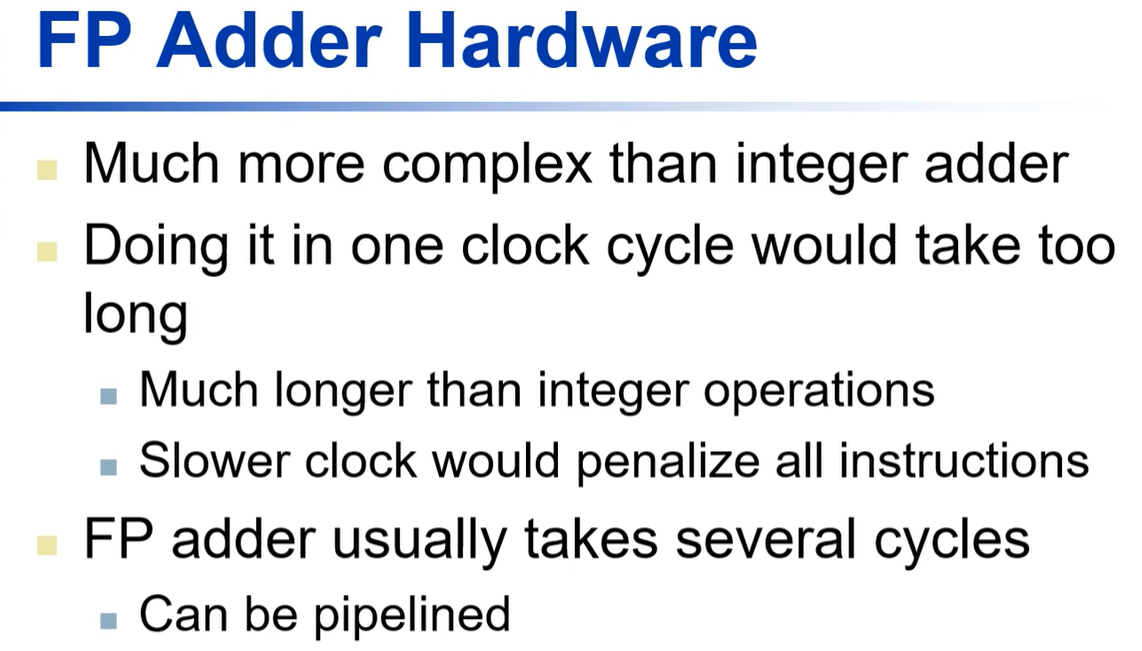 FP Adder Hardware
Much more complex than integer adder
Doing it in one clock cycle would take too
long
Much longer than integer operations
Slower clock would penalize all instructions
FP adder usually takes several cycles
Can be pipelined